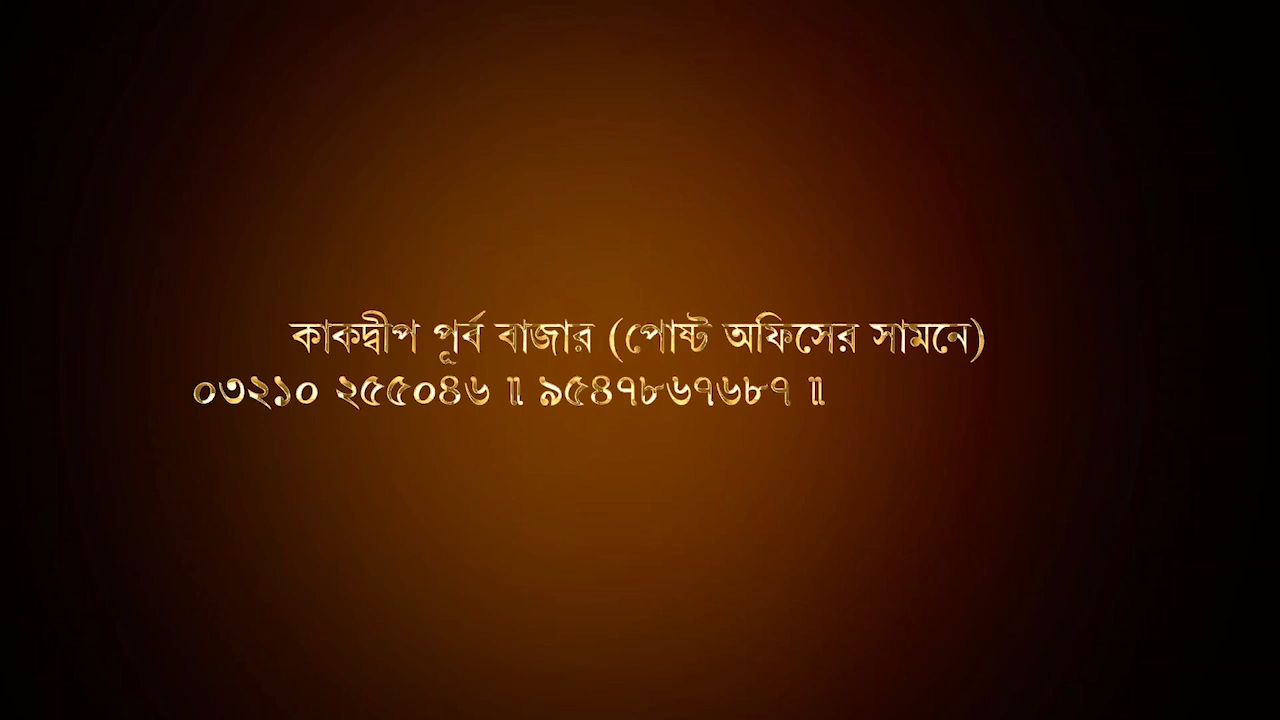 কাকদ্বীপ পূর্ব বাজার (পোষ্ট অফিসের সামনে)
০৩২১০ ২৫৫০৪৬ ॥ ৯৫৪৭৮৬৭৬৮৭ ॥